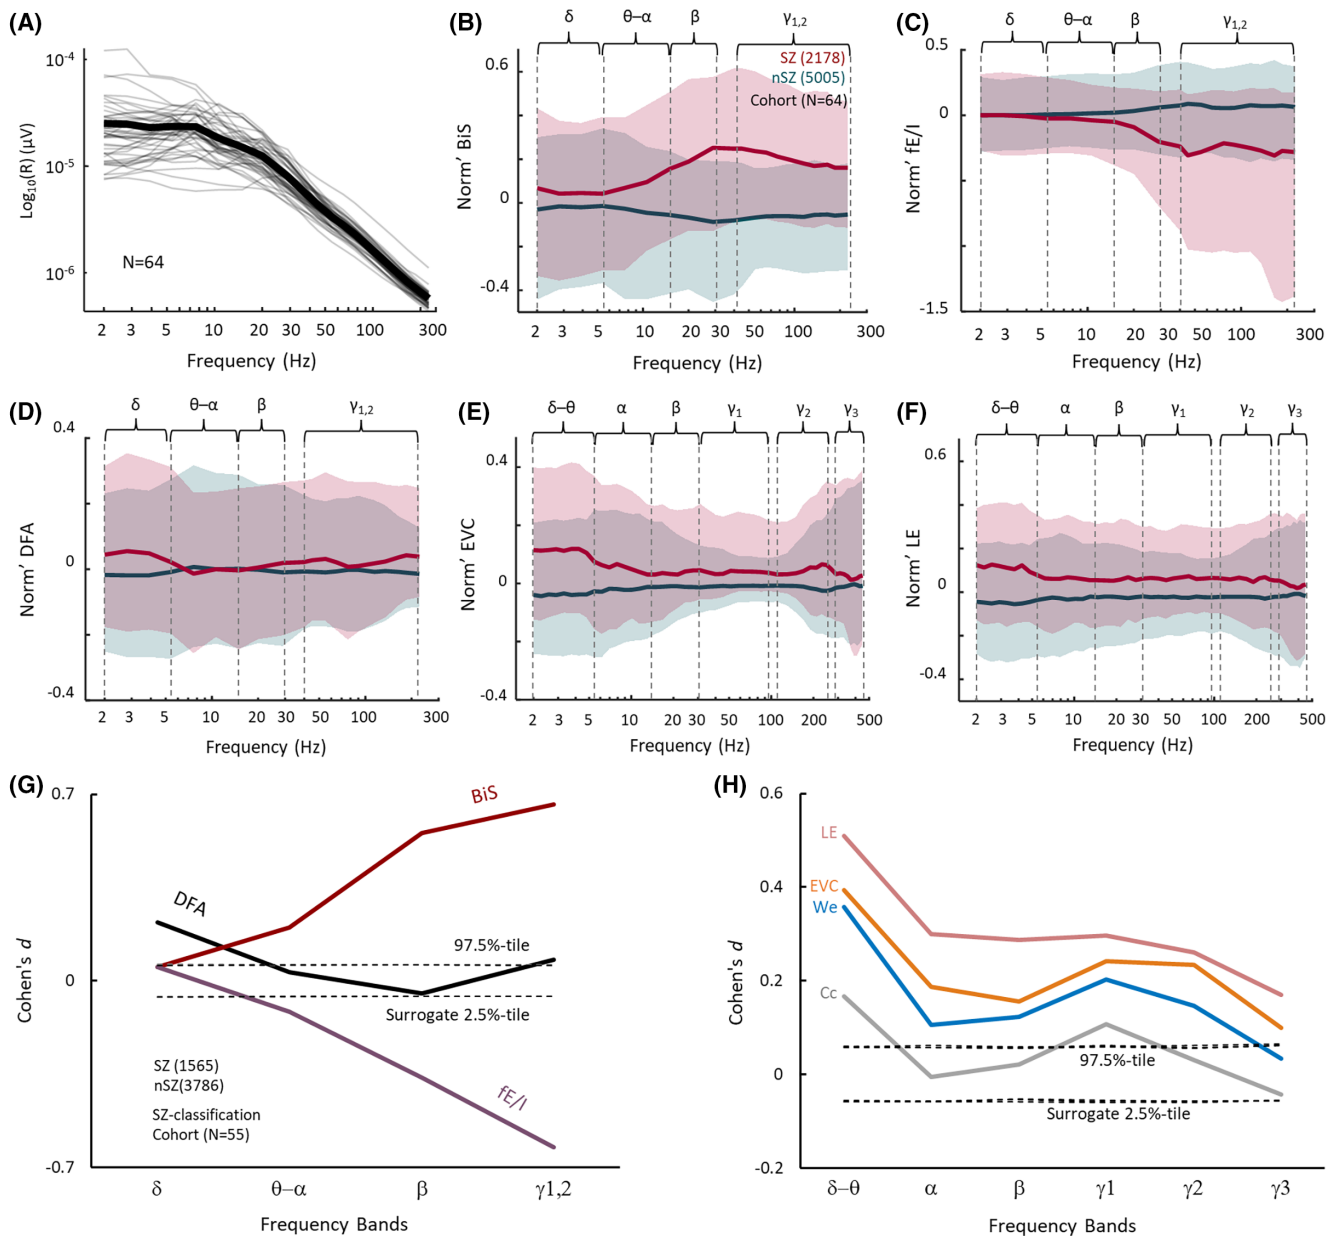 (A)
10-4
10-5
10-6
Log10(R) (µV)
N=64
2 3 5 10 20 30 50 100 300
Frequency (Hz)
(B)
δ θ–α β γ1,2
0.6
0.4
0.2
0
-0.4
Norm' BiS
SZ (2178)
nSZ (5005)
Cohort (N=64)
2 3 5 10 30 100 300
Frequency (Hz)
(C)
δ θ–α β γ1,2
0.5
0
-1.5
Norm' fE/I
2 3 5 10 20 30 100 300
Frequency (Hz)
(D)
δ θ–α β γ1,2
0.4
0
-0.4
Norm' DFA
2 3 5 10 20 30 50 100 300
Frequency (Hz)
(E)
δ–θ α β γ1 γ2 γ3
0.4
0
-0.4
Norm' EVC
2 3 5 10 20 30 50 100 200 500
Frequency (Hz)
(F)
δ–θ α β γ1 γ2 γ3
0.6
0
-0.4
Norm' LE
2 3 5 10 20 30 50 100 200 500
Frequency (Hz)
(G)
0.7
0
-0.7
Cohen's d
BiS
DFA
97.5%-tile
Surrogate 2.5%-tile
fE/I
SZ (1565)
nSZ(3786)
SZ-classification
Cohort (N=55)
δ θ–α β γ1,2
Frequency Bands
(H)
0.6
0.4
0.2
0
-0.2
Cohen's d
LE
EVC
We
Cc
97.5%-tile
Surrogate 2.5%-tile
δ–θ α β γ1 γ2 γ3
Frequency Bands